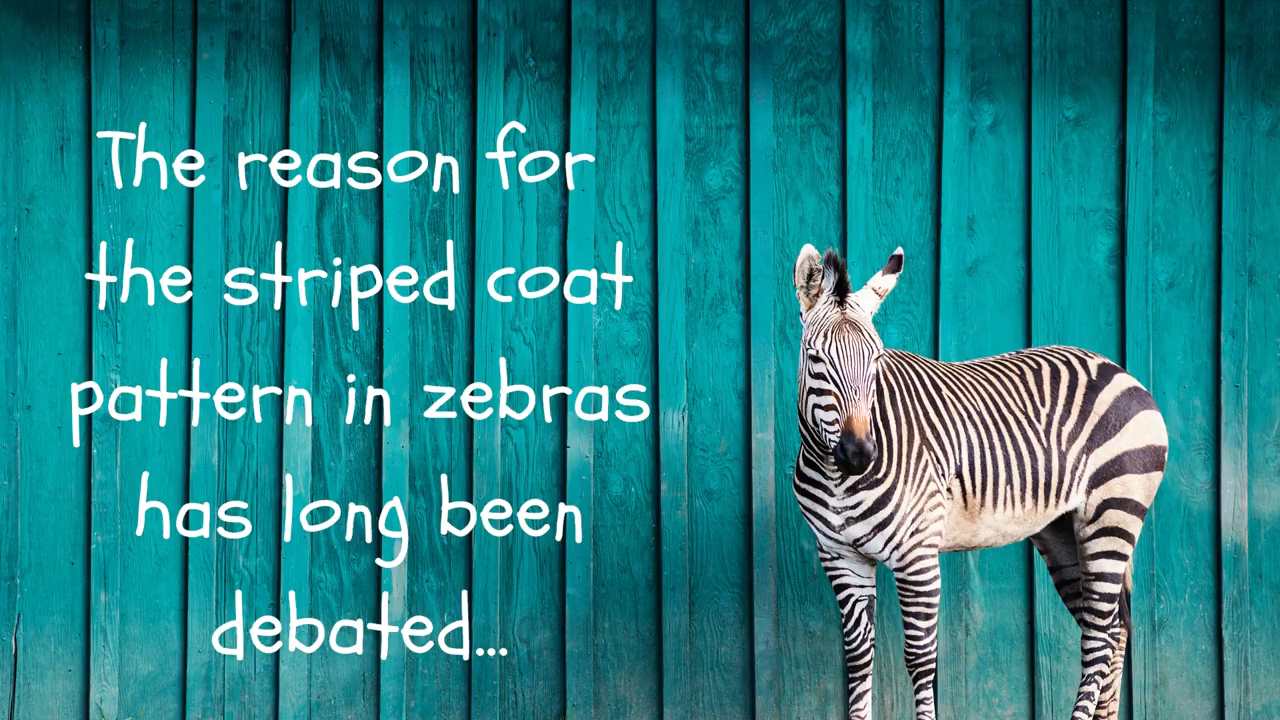 The reason for
the striped coat
pattern in zebras
has long been
debated...